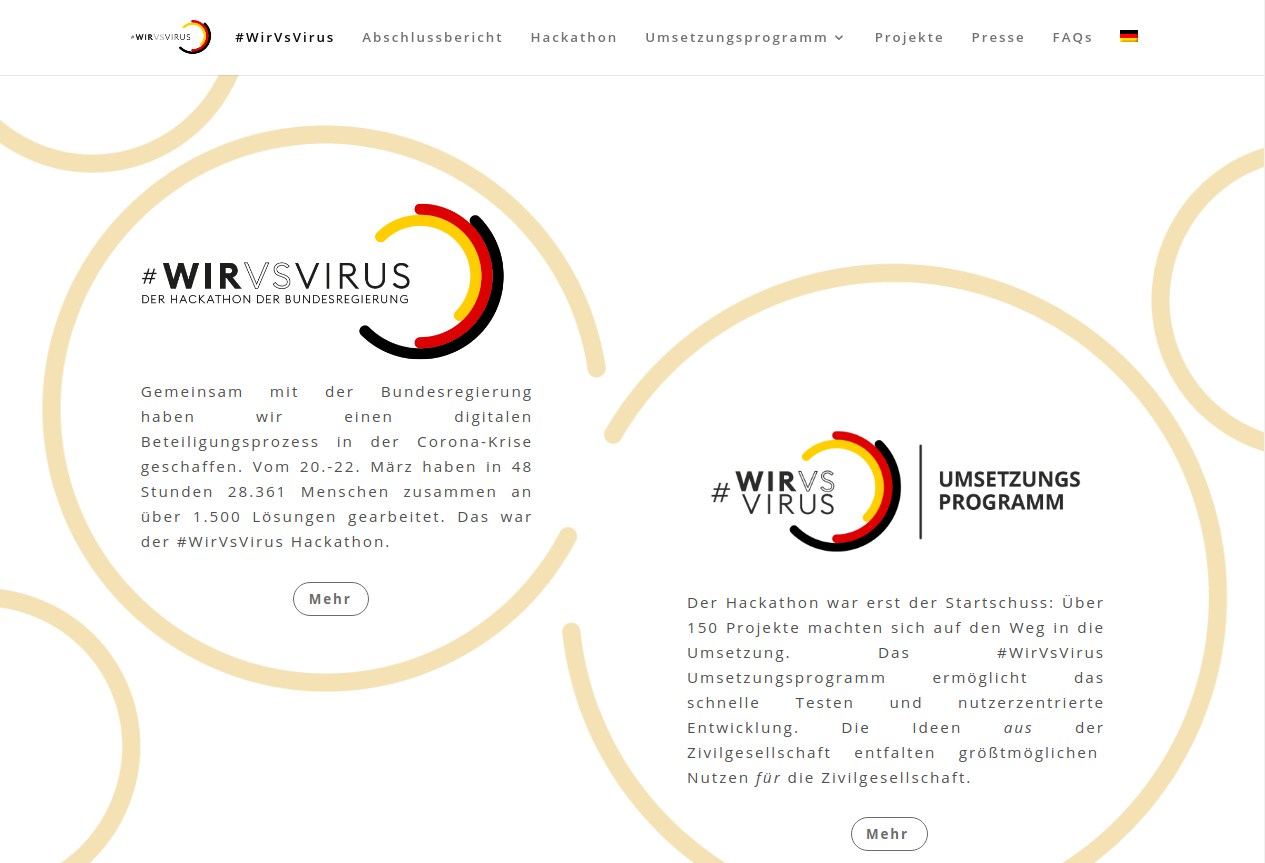 #WIRVSVIRUS #WirVsVirus Abschlussbericht Hackathon Umsetzungsprogramm Projekte Presse FAQs
#WIRVSVIRUS
DER HACKATHON DER BUNDESREGIERUNG
Gemeinsam mit der Bundesregierung
haben wir einen digitalen
Beteiligungsprozess in der Corona-Krise
geschaffen. Vom 20.-22. März haben in 48
Stunden 28.361 Menschen zusammen an
über 1.500 Lösungen gearbeitet. Das war
der #WirVsVirus Hackathon.
Mehr
#WIRVS
VIRUS
UMSETZUNGS
PROGRAMM
Der Hackathon war erst der Startschuss: Über
150 Projekte machten sich auf den Weg in die
Umsetzung. Das #WirVsVirus
Umsetzungsprogramm ermöglicht das
schnelle Testen und nutzerzentrierte
Entwicklung. Die Ideen aus der
Zivilgesellschaft entfalten größtmöglichen
Nutzen für die Zivilgesellschaft.
Mehr